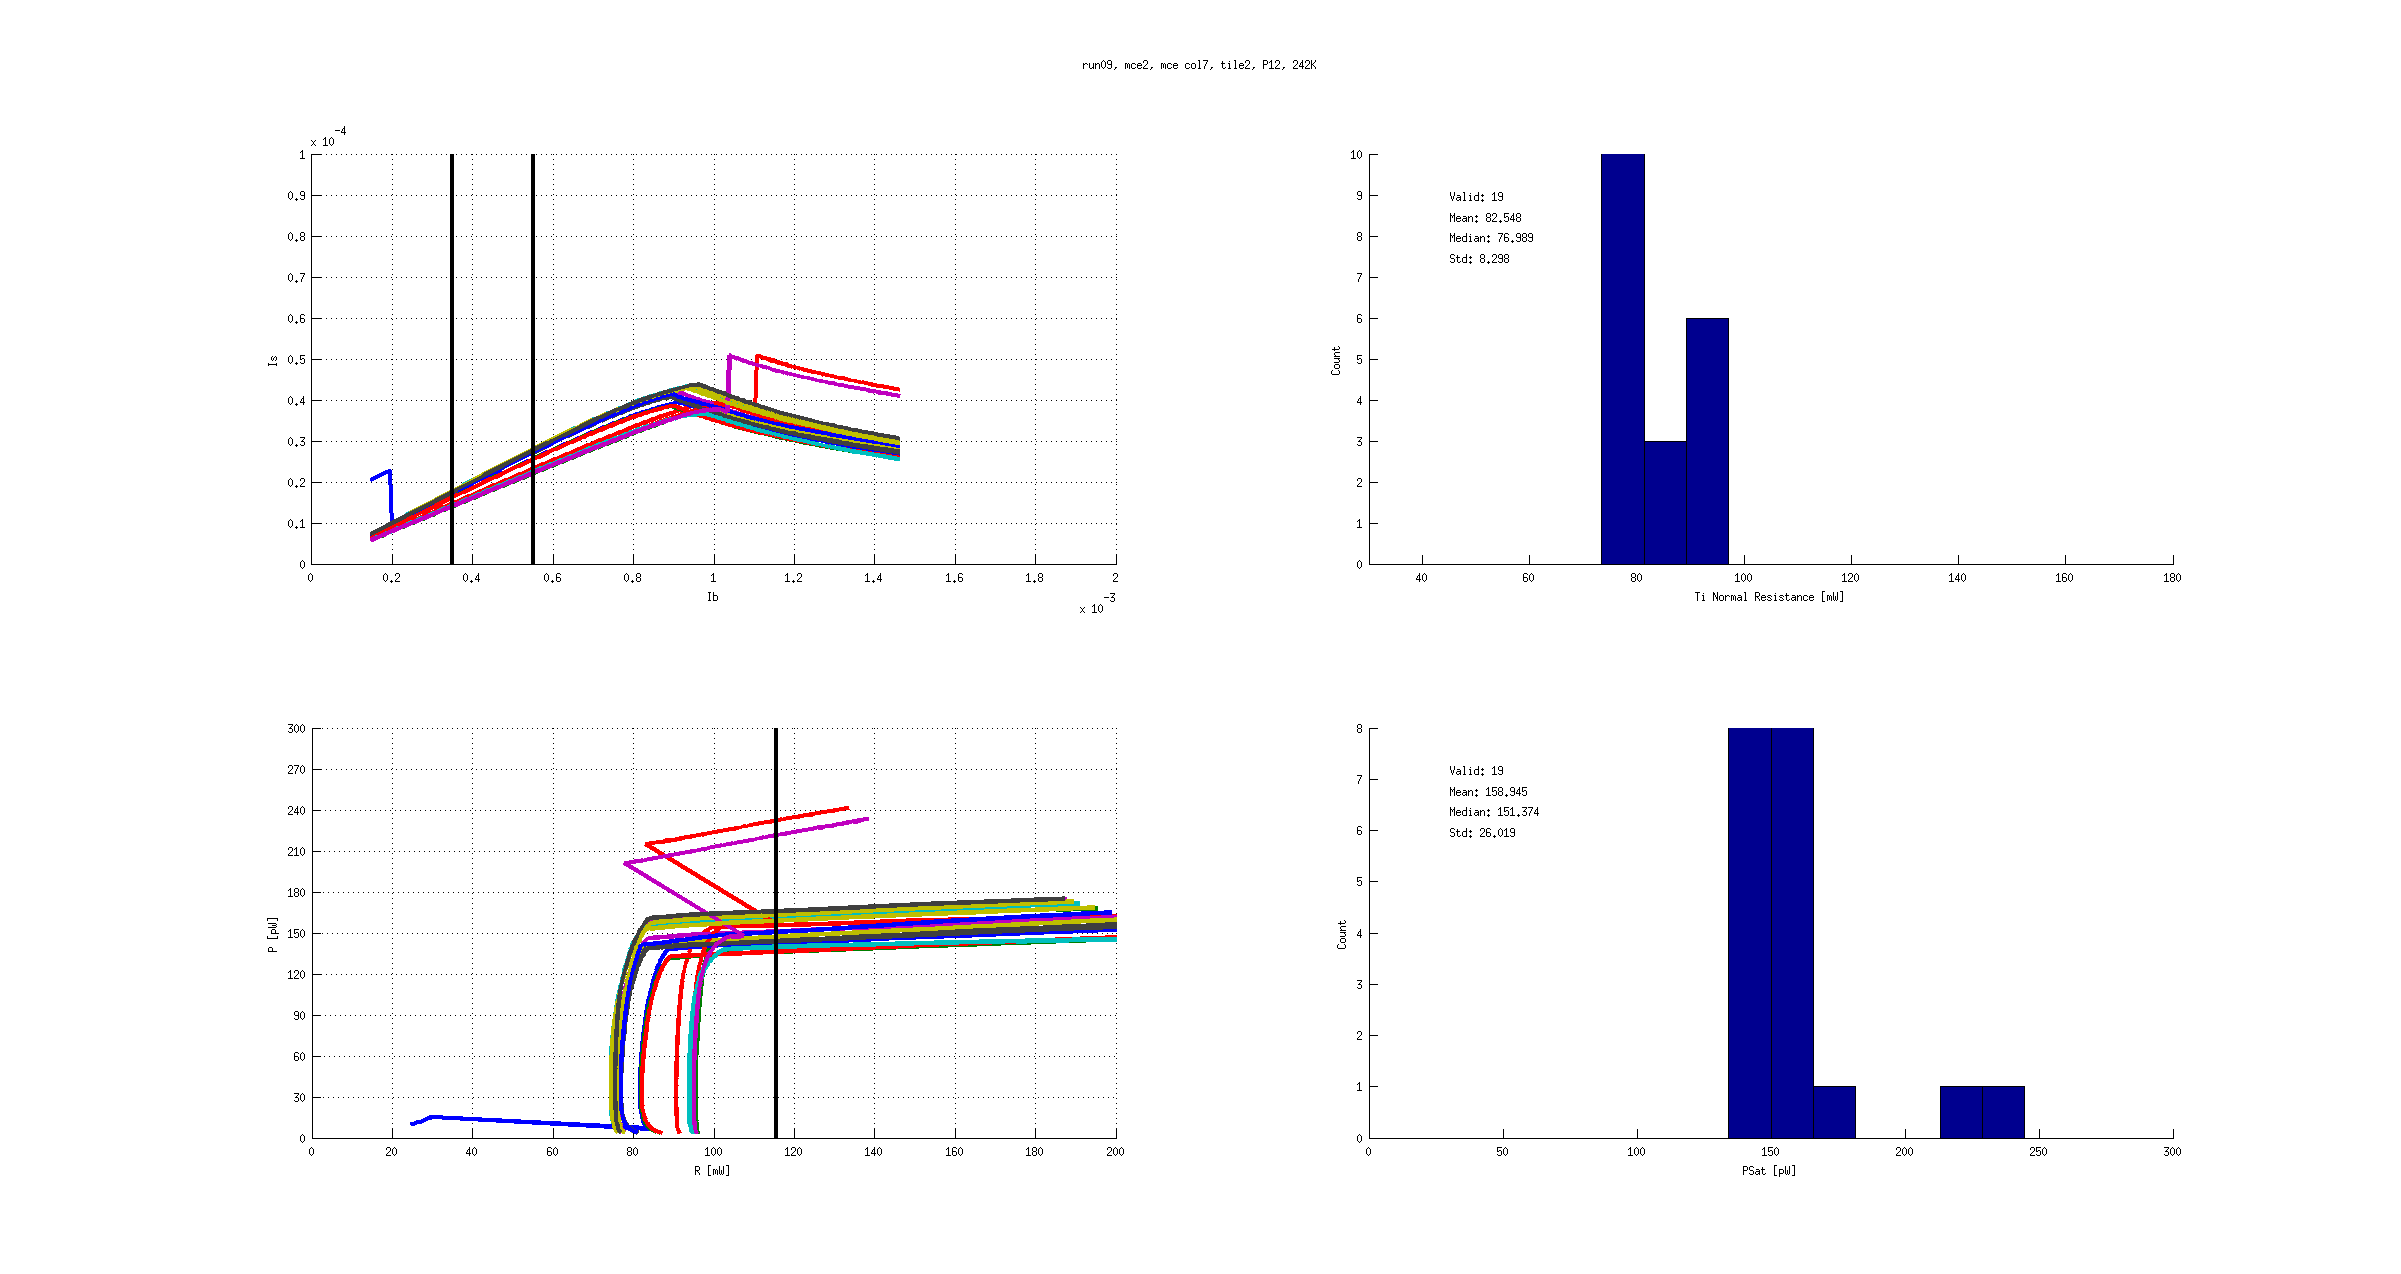 run09, mce2, mce col7, tile2, P12, 242K
x 10^-4
1
0.9
0.8
0.7
0.6
0.5
0.4
0.3
0.2
0.1
0
Is
0 0.2 0.4 0.6 0.8 1 1.2 1.4 1.6 1.8 2
Ib
x 10^-3
10
9
8
7
6
5
4
3
2
1
0
Count
Valid: 19
Mean: 82.548
Median: 76.989
Std: 8.298
40 60 80 100 120 140 160 180
Ti Normal Resistance [mW]
300
270
240
210
180
150
120
90
60
30
0
P [pW]
0 20 40 60 80 100 120 140 160 180 200
R [mW]
8
7
6
5
4
3
2
1
0
Count
Valid: 19
Mean: 158.945
Median: 151.374
Std: 26.019
0 50 100 150 200 250 300
PSat [pW]